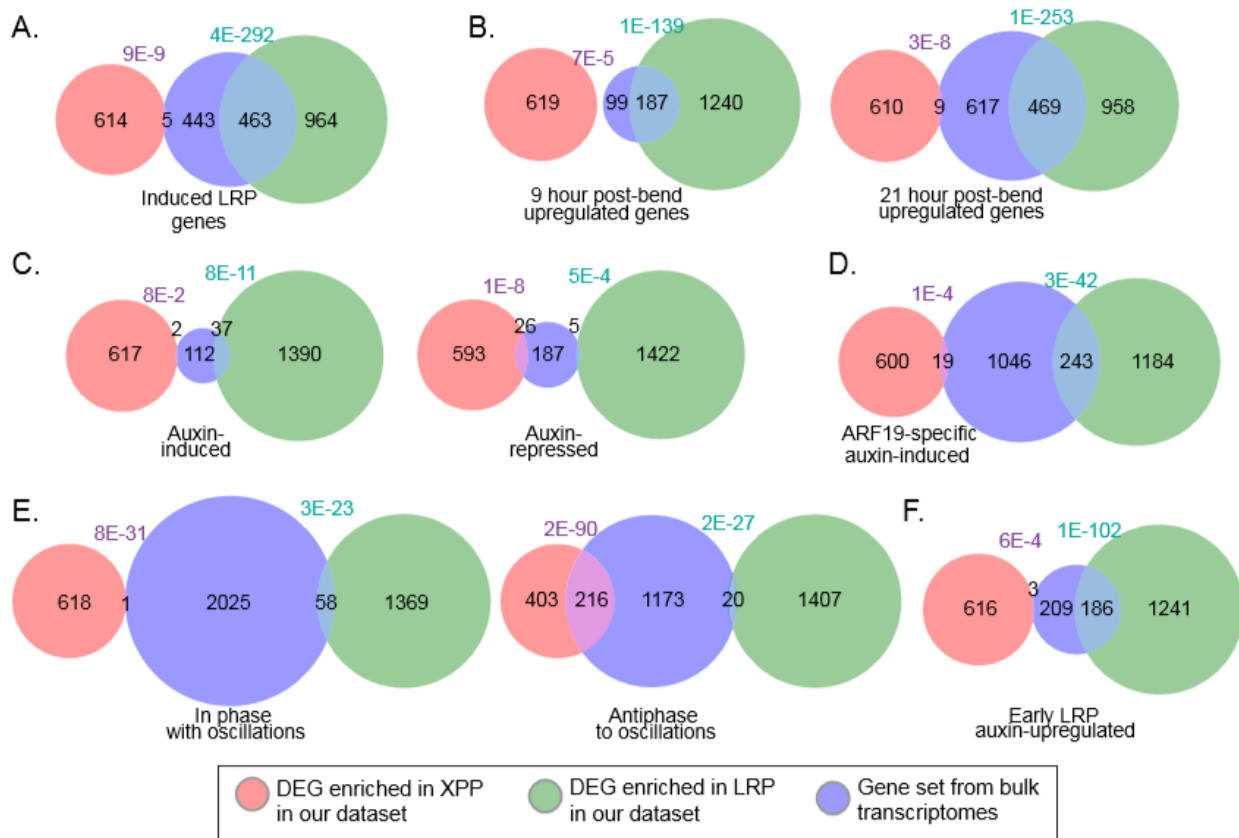 A.
4E-292
9E-9
614
5
443
463
964
Induced LRP
genes
B.
1E-139
7E-5
619
99
187
1240
9 hour post-bend
upregulated genes
1E-253
3E-8
610
9
617
469
958
21 hour post-bend
upregulated genes
C.
8E-11
8E-2
2
37
617
112
1390
Auxin-
induced
1E-8
5E-4
26
5
593
187
1422
Auxin-
repressed
D.
3E-42
1E-4
600
19
1046
243
1184
ARF19-specific
auxin-induced
E.
8E-31
3E-23
618
1
2025
58
1369
In phase
with oscillations
2E-90
2E-27
403
216
1173
20
1407
Antiphase
to oscillations
F.
6E-4
1E-102
3
616
209
186
1241
Early LRP
auxin-upregulated
DEG enriched in XPP
in our dataset
DEG enriched in LRP
in our dataset
Gene set from bulk
transcriptomes